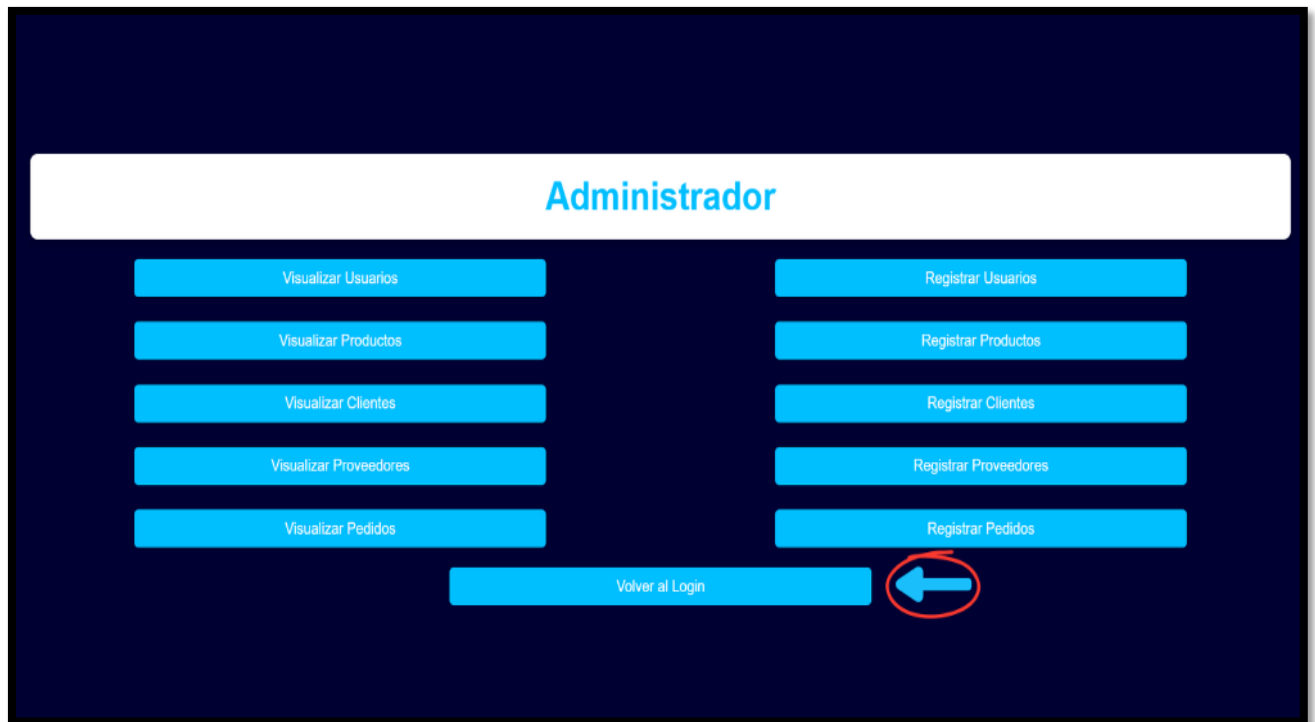 Administrador
Visualizar Usuarios
Registrar Usuarios
Visualizar Productos
Registrar Productos
Visualizar Clientes
Registrar Clientes
Visualizar Proveedores
Registrar Proveedores
Visualizar Pedidos
Registrar Pedidos
Volver al Login